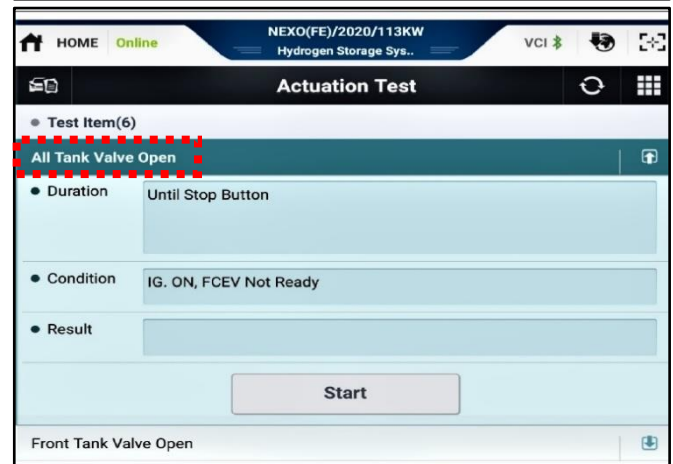 NEXO(FE)/2020/113KW
HOME Online Hydrogen Storage Sys.. VCI
Actuation Test
Test Item(6)
All Tank Valve Open
Duration Until Stop Button
Condition IG. ON, FCEV Not Ready
Result
Start
Front Tank Valve Open